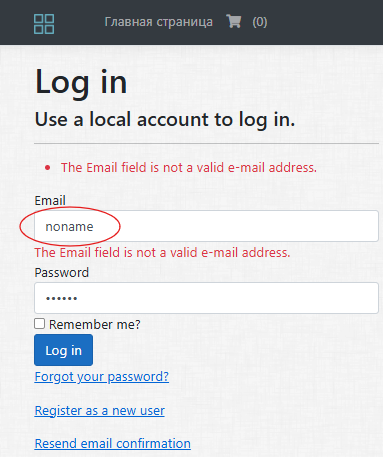 Главная страница (0)
Log in
Use a local account to log in.
The Email field is not a valid e-mail address.
Email
noname
The Email field is not a valid e-mail address.
Password
••••••
Remember me?
Log in
Forgot your password?
Register as a new user
Resend email confirmation